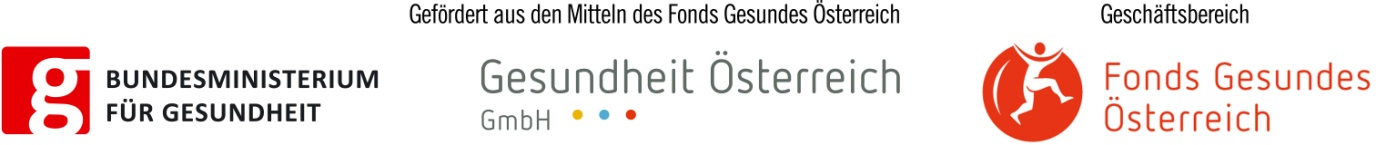 Gefördert aus den Mitteln des Fonds Gesundes Österreich
Geschäftsbereich
g
BUNDESMINISTERIUM
FÜR GESUNDHEIT
Gesundheit Österreich
GmbH
Fonds Gesundes
Österreich